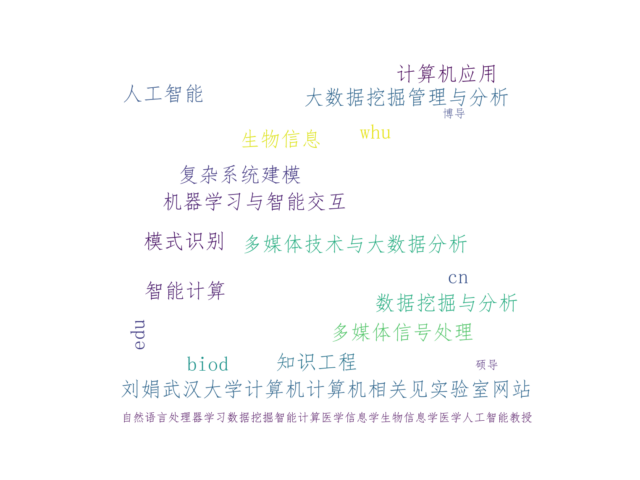 计算机应用
人工智能
大数据挖掘管理与分析
博导
生物信息
whu
复杂系统建模
机器学习与智能交互
模式识别
多媒体技术与大数据分析
cn
智能计算
数据挖掘与分析
edu
多媒体信号处理
biod
知识工程
硕导
刘娟武汉大学计算机计算机相关见实验室网站
自然语言处理器学习数据挖掘智能计算医学信息学生物信息学医学人工智能教授